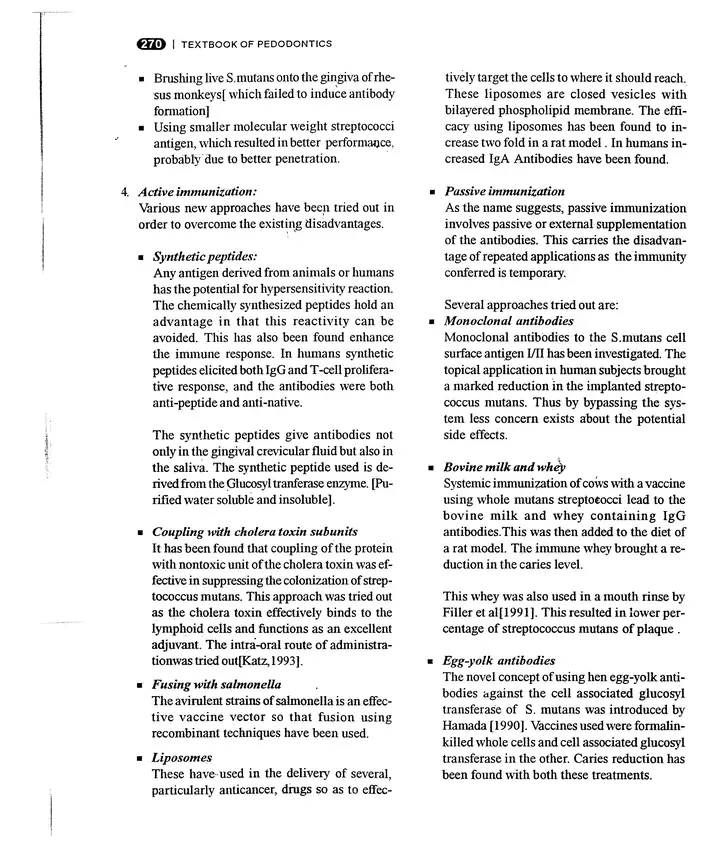 270 | TEXTBOOK OF PEDODONTICS
▪ Brushing live S.mutans onto the gingiva of rhe-
sus monkeys[ which failed to induce antibody
formation]
▪ Using smaller molecular weight streptococci
antigen, which resulted in better performance,
probably due to better penetration.
4. Active immunization:
Various new approaches have been tried out in
order to overcome the existing disadvantages.
▪ Synthetic peptides:
Any antigen derived from animals or humans
has the potential for hypersensitivity reaction.
The chemically synthesized peptides hold an
advantage in that this reactivity can be
avoided. This has also been found enhance
the immune response. In humans synthetic
peptides elicited both IgG and T-cell prolifera-
tive response, and the antibodies were both
anti-peptide and anti-native.
The synthetic peptides give antibodies not
only in the gingival crevicular fluid but also in
the saliva. The synthetic peptide used is de-
rived from the Glucosyl tranferase enzyme. [Pu-
rified water soluble and insoluble].
▪ Coupling with cholera toxin subunits
It has been found that coupling of the protein
with nontoxic unit of the cholera toxin was ef-
fective in suppressing the colonization of strep-
tococcus mutans. This approach was tried out
as the cholera toxin effectively binds to the
lymphoid cells and functions as an excellent
adjuvant. The intra-oral route of administra-
tionwas tried out[Katz,1993].
▪ Fusing with salmonella
The avirulent strains of salmonella is an effec-
tive vaccine vector so that fusion using
recombinant techniques have been used.
▪ Liposomes
These have used in the delivery of several,
particularly anticancer, drugs so as to effec-
tively target the cells to where it should reach.
These liposomes are closed vesicles with
bilayered phospholipid membrane. The effi-
cacy using liposomes has been found to in-
crease two fold in a rat model . In humans in-
creased IgA Antibodies have been found.
▪ Passive immunization
As the name suggests, passive immunization
involves passive or external supplementation
of the antibodies. This carries the disadvan-
tage of repeated applications as the immunity
conferred is temporary.
Several approaches tried out are:
▪ Monoclonal antibodies
Monoclonal antibodies to the S.mutans cell
surface antigen I/II has been investigated. The
topical application in human subjects brought
a marked reduction in the implanted strepto-
coccus mutans. Thus by bypassing the sys-
tem less concern exists about the potential
side effects.
▪ Bovine milk and whey
Systemic immunization of cows with a vaccine
using whole mutans streptococci lead to the
bovine milk and whey containing IgG
antibodies.This was then added to the diet of
a rat model. The immune whey brought a re-
duction in the caries level.
This whey was also used in a mouth rinse by
Filler et al[1991]. This resulted in lower per-
centage of streptococcus mutans of plaque .
▪ Egg-yolk antibodies
The novel concept of using hen egg-yolk anti-
bodies against the cell associated glucosyl
transferase of S. mutans was introduced by
Hamada [1990]. Vaccines used were formalin-
killed whole cells and cell associated glucosyl
transferase in the other. Caries reduction has
been found with both these treatments.